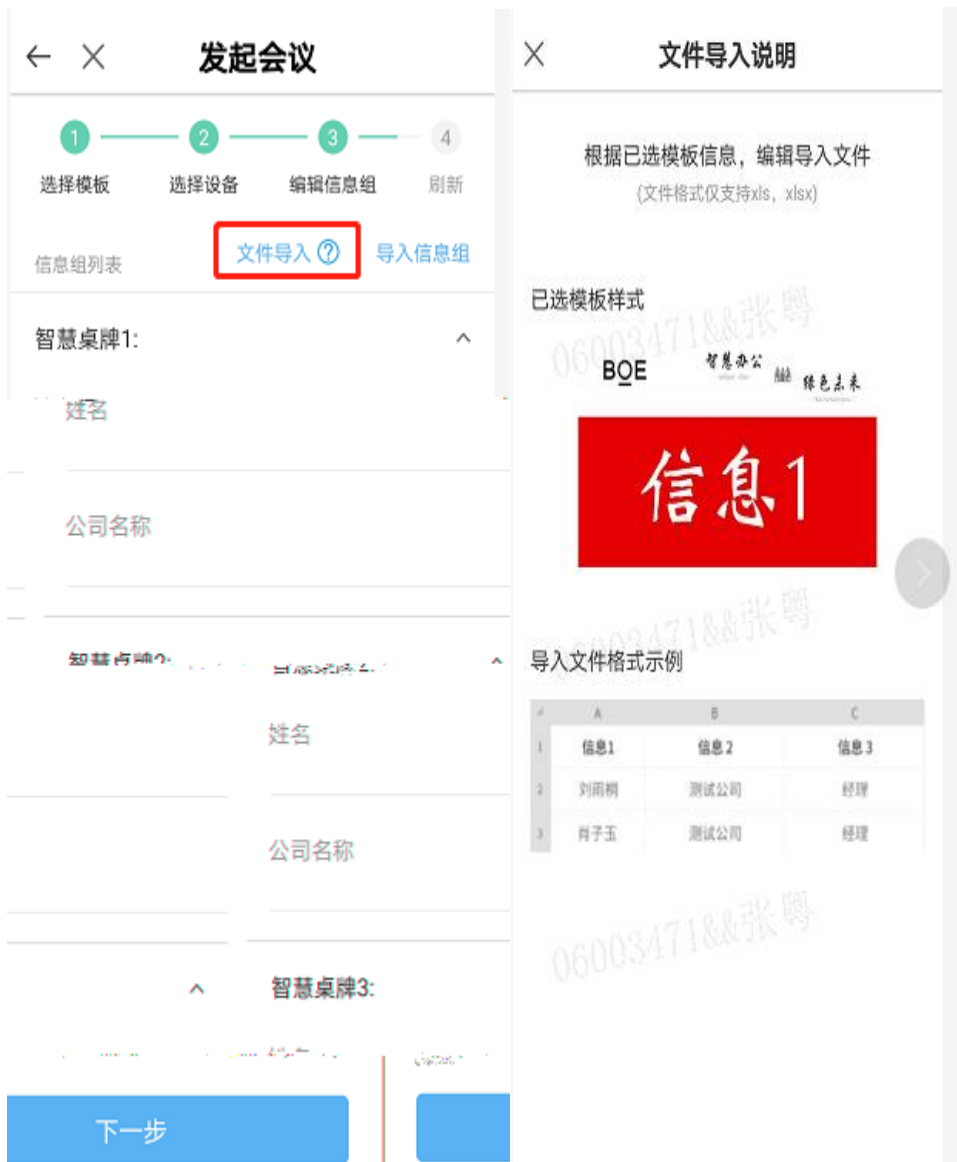 发起会议
1 2 3 4
选择模板 选择设备 编辑信息组 刷新
信息组列表 文件导入 ? 导入信息组
智慧桌牌1:
姓名
公司名称
智慧桌牌2:
姓名
公司名称
智慧桌牌3:
下一步
文件导入说明
根据已选模板信息，编辑导入文件
(文件格式仅支持xls，xlsx)
已选模板样式
06003471&&张粤
BOE
智慧办公
绿色未来
信息1
06003471&&张粤
导入文件格式示例
A B C
1 信息1 信息2 信息3
2 刘雨桐 测试公司 经理
3 肖子玉 测试公司 经理
06003471&&张粤